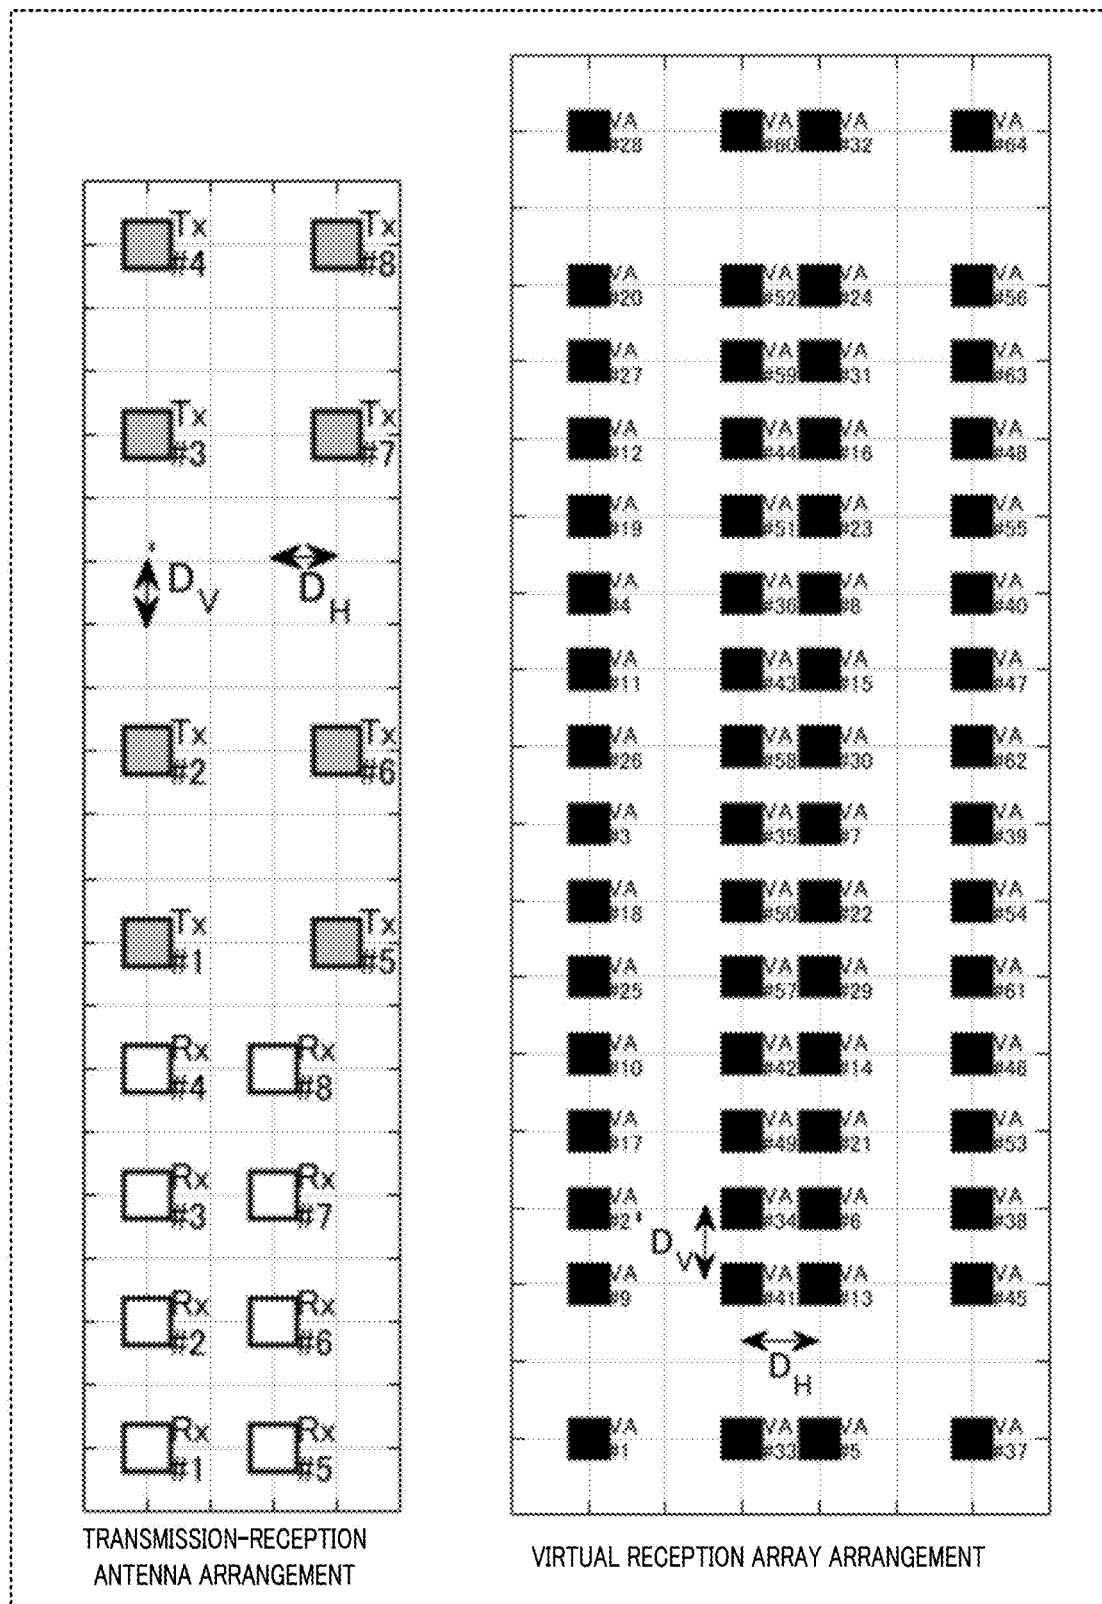 Tx Tx
#4 #8
Tx Tx
#3 #7
D_V D_H
Tx Tx
#2 #6
Tx Tx
#1 #5
Rx Rx
#4 #8
Rx Rx
#3 #7
Rx Rx
#2 #6
Rx Rx
#1 #5
TRANSMISSION-RECEPTION
ANTENNA ARRANGEMENT
VA VA VA VA
#28 #60 #32 #64
VA VA VA VA
#20 #52 #24 #56
VA VA VA VA
#27 #59 #31 #63
VA VA VA VA
#12 #44 #16 #48
VA VA VA VA
#19 #51 #23 #55
VA VA VA VA
#4 #36 #8 #40
VA VA VA VA
#11 #43 #15 #47
VA VA VA VA
#26 #58 #30 #62
VA VA VA VA
#3 #35 #7 #39
VA VA VA VA
#18 #50 #22 #54
VA VA VA VA
#25 #57 #29 #61
VA VA VA VA
#10 #42 #14 #46
VA VA VA VA
#17 #49 #21 #53
VA VA VA VA
#2 #34 #6 #38
D_V
VA VA VA VA
#9 #41 #13 #45
D_H
VA VA VA VA
#1 #33 #5 #37
VIRTUAL RECEPTION ARRAY ARRANGEMENT